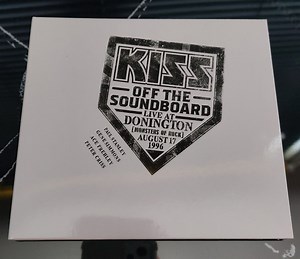 KISS
OFF THE
SOUNDBOARD
LIVE AT
DONINGTON
(MONSTERS OF ROCK)
AUGUST 17
1996
PAUL STANLEY
GENE SIMMONS
ACE FREHLEY
PETER CRISS